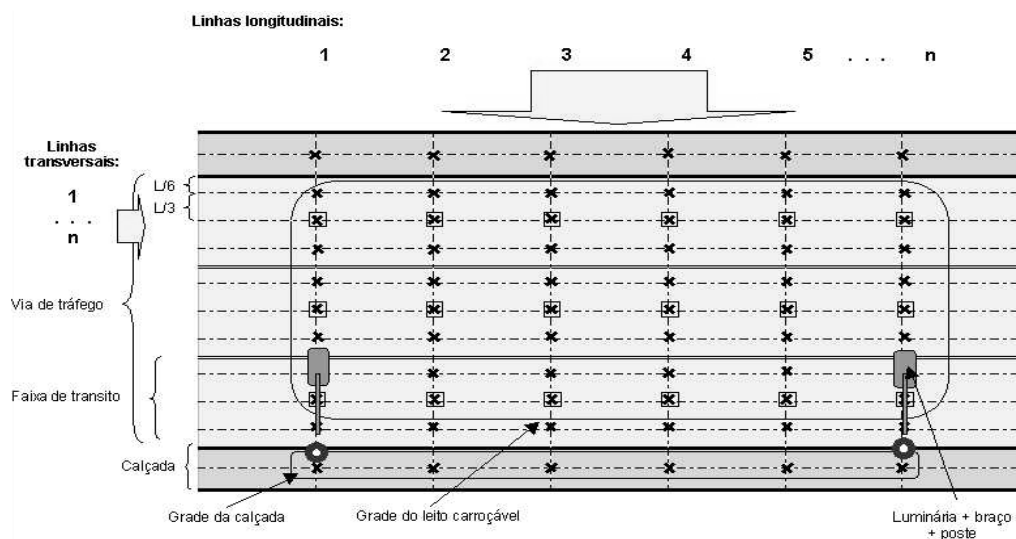 Linhas longitudinais:
1 2 3 4 5 . . . n
Linhas
transversais:
1
. . .
n
L/6
L/3
Via de tráfego
Faixa de transito
Calçada
Grade da calçada
Grade do leito carroçável
Luminária + braço
+ poste